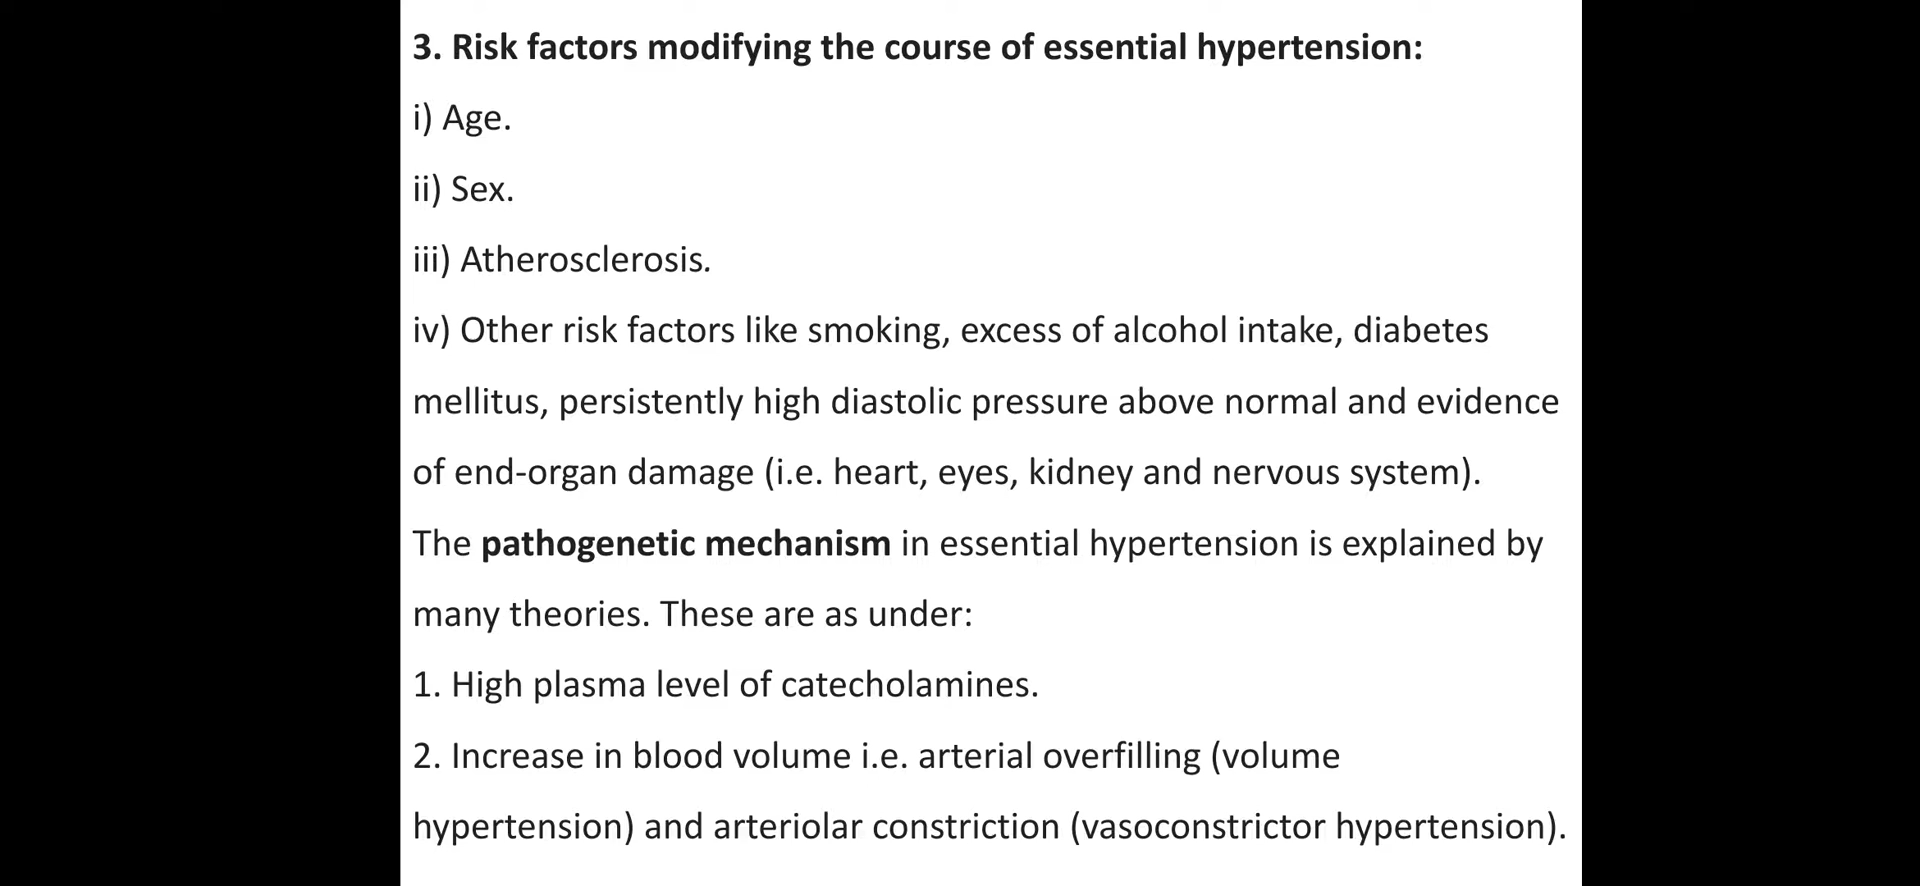 3. Risk factors modifying the course of essential hypertension:
i) Age.
ii) Sex.
iii) Atherosclerosis.
iv) Other risk factors like smoking, excess of alcohol intake, diabetes
mellitus, persistently high diastolic pressure above normal and evidence
of end-organ damage (i.e. heart, eyes, kidney and nervous system).
The pathogenetic mechanism in essential hypertension is explained by
many theories. These are as under:
1. High plasma level of catecholamines.
2. Increase in blood volume i.e. arterial overfilling (volume
hypertension) and arteriolar constriction (vasoconstrictor hypertension).